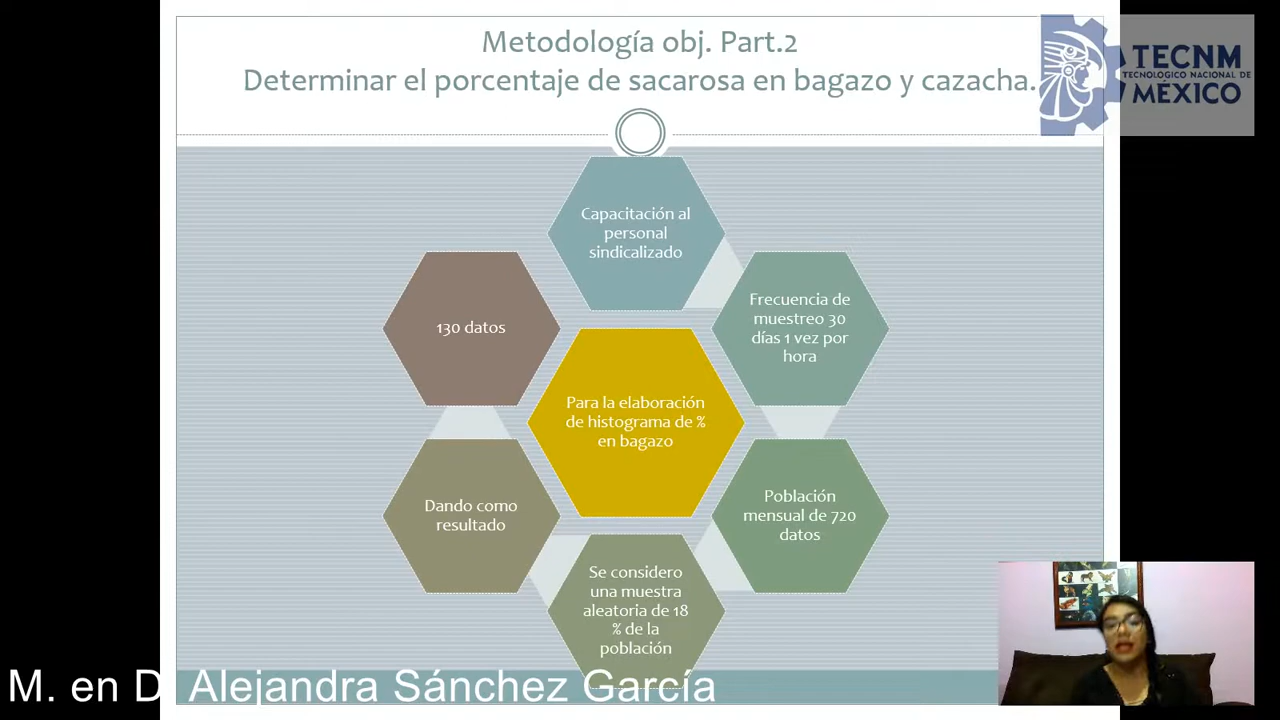 Metodología obj. Part.2
Determinar el porcentaje de sacarosa en bagazo y cazacha.
TECNM
TECNOLÓGICO NACIONAL DE
MÉXICO
Capacitación al
personal
sindicalizado
Frecuencia de
muestreo 30
días 1 vez por
hora
Población
mensual de 720
datos
Se considero
una muestra
aleatoria de 18
% de la
población
Dando como
resultado
130 datos
Para la elaboración
de histograma de %
en bagazo
M. en D. Alejandra Sánchez García